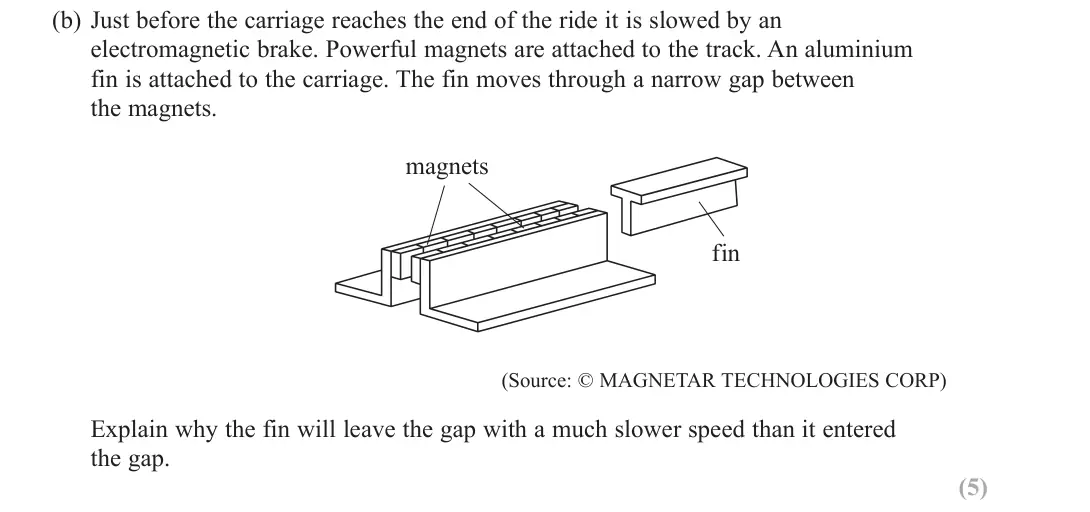 (b) Just before the carriage reaches the end of the ride it is slowed by an
electromagnetic brake. Powerful magnets are attached to the track. An aluminium
fin is attached to the carriage. The fin moves through a narrow gap between
the magnets.
magnets
fin
(Source: © MAGNETAR TECHNOLOGIES CORP)
Explain why the fin will leave the gap with a much slower speed than it entered
the gap.
(5)